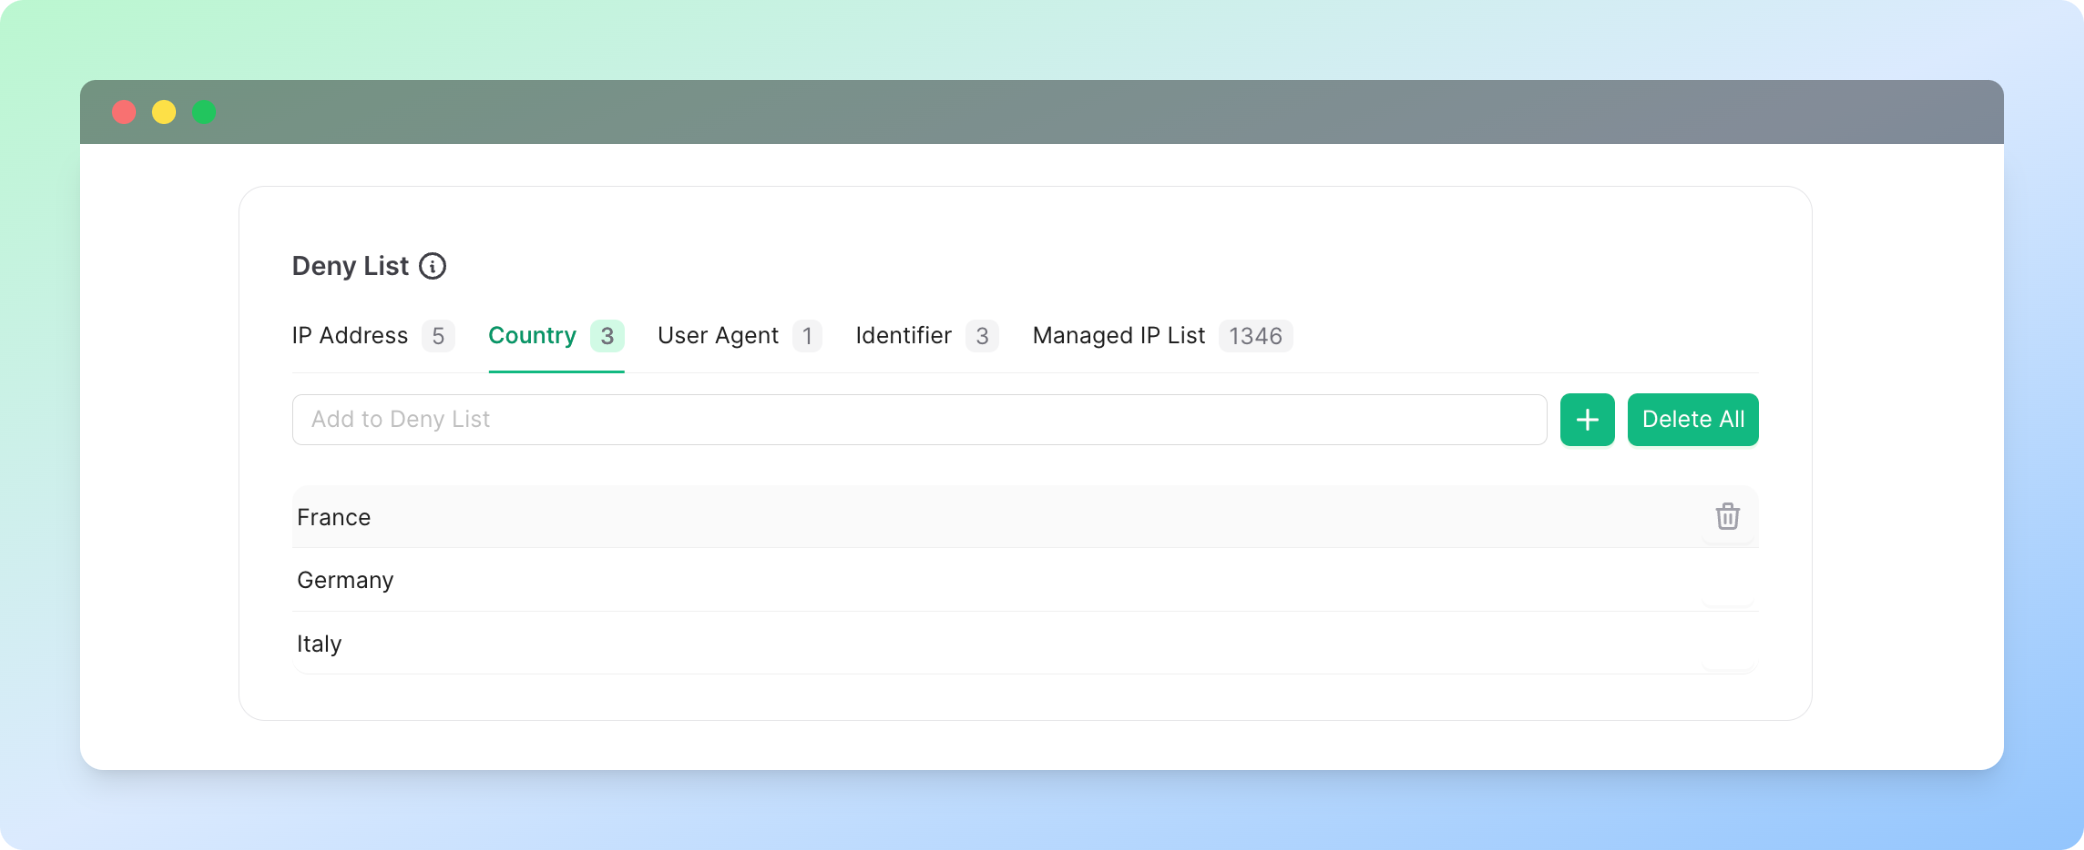 Deny List
IP Address 5 Country 3 User Agent 1 Identifier 3 Managed IP List 1346
Add to Deny List Delete All
France
Germany
Italy